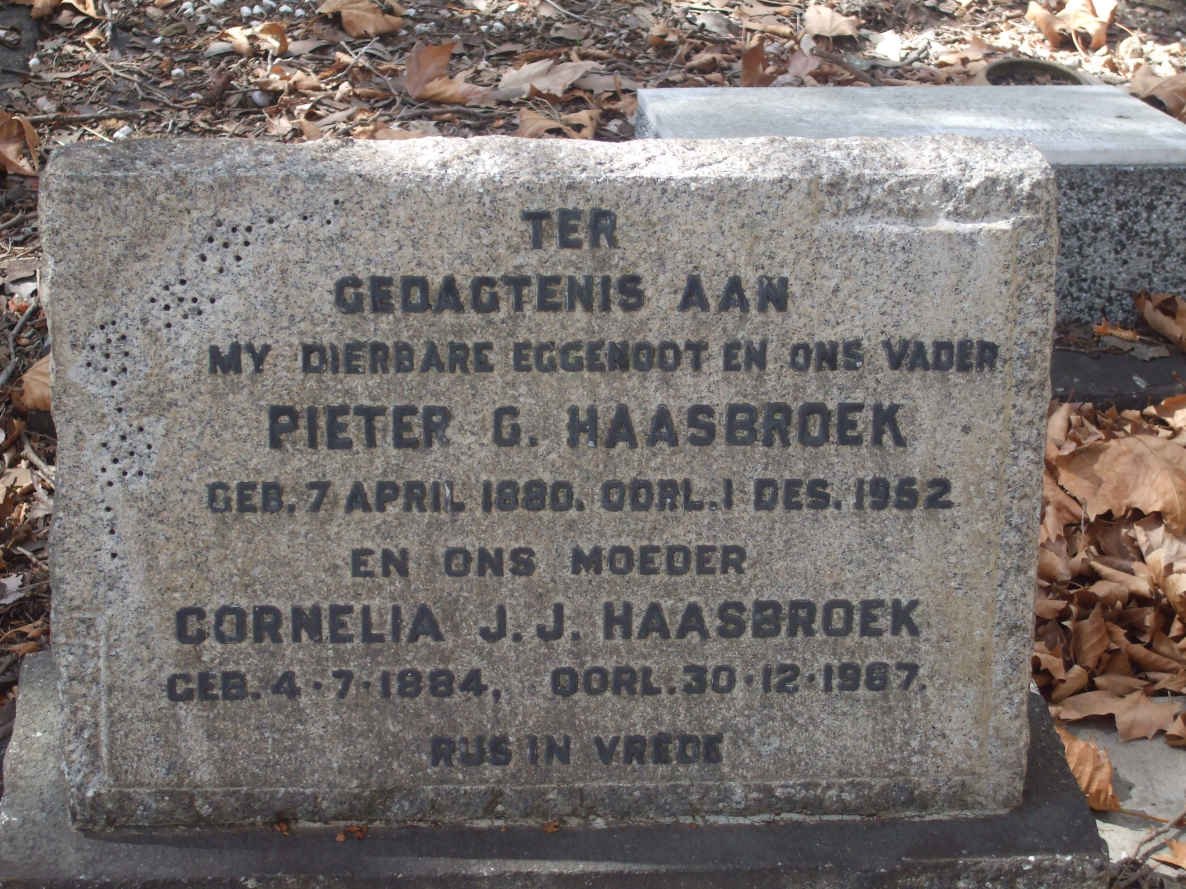 TER
GEDAGTENIS AAN
MY DIERBARE EGGENOOT EN ONS VADER
PIETER G. HAASBROEK
GEB. 7 APRIL 1880. OORL. 1 DES. 1952
EN ONS MOEDER
CORNELIA J. J. HAASBROEK
GEB. 4·7·1884, OORL. 30·12·1967.
RUS IN VREDE